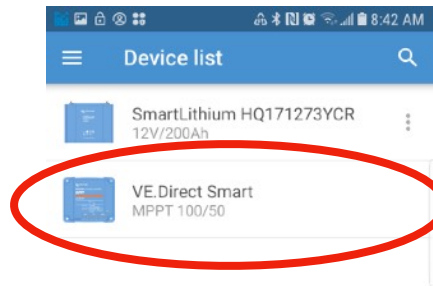 8:42 AM
Device list
SmartLithium HQ171273YCR
12V/200Ah
VE.Direct Smart
MPPT 100/50